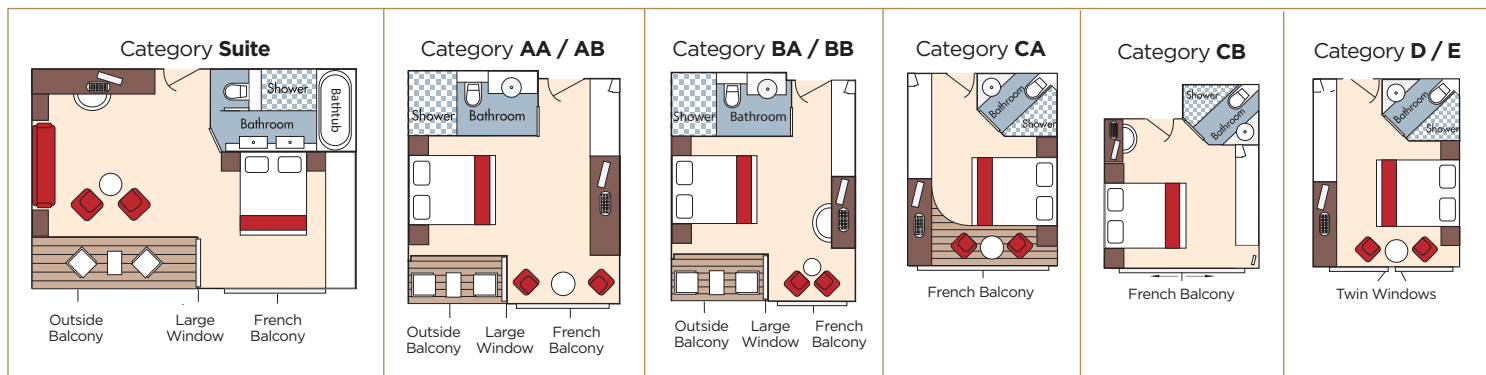 Category Suite
Shower
Bathtub
Bathroom
Outside
Balcony
Large
Window
French
Balcony
Category AA / AB
Shower
Bathroom
Outside
Balcony
Large
Window
French
Balcony
Category BA / BB
Shower
Bathroom
Outside
Balcony
Large
Window
French
Balcony
Category CA
Bathroom
Shower
French Balcony
Category CB
Shower
Bathroom
French Balcony
Category D / E
Bathroom
Shower
Twin Windows